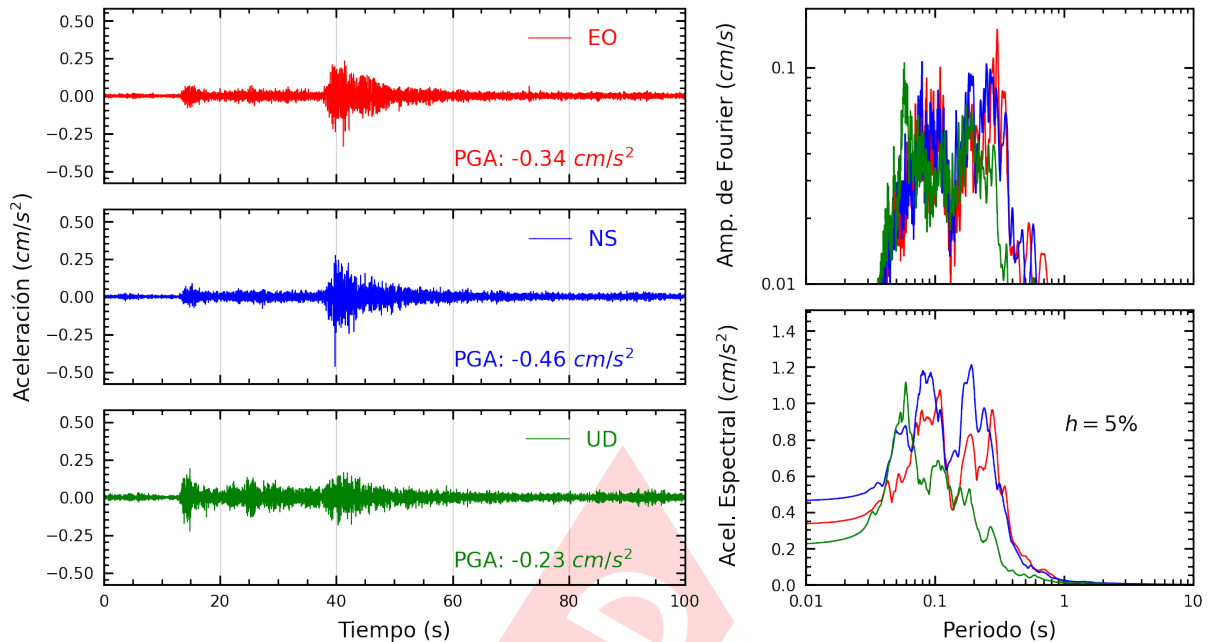 0.50
0.25
0.00
−0.25
−0.50
EO
PGA: -0.34 cm/s²
0.50
0.25
0.00
−0.25
−0.50
NS
PGA: -0.46 cm/s²
0.50
0.25
0.00
−0.25
−0.50
UD
PGA: -0.23 cm/s²
0 20 40 60 80 100
Tiempo (s)
Aceleración (cm/s²)
0.1
0.01
Amp. de Fourier (cm/s)
1.4
1.2
1.0
0.8
0.6
0.4
0.2
0.0
Acel. Espectral (cm/s²)
h = 5%
0.01 0.1 1 10
Periodo (s)